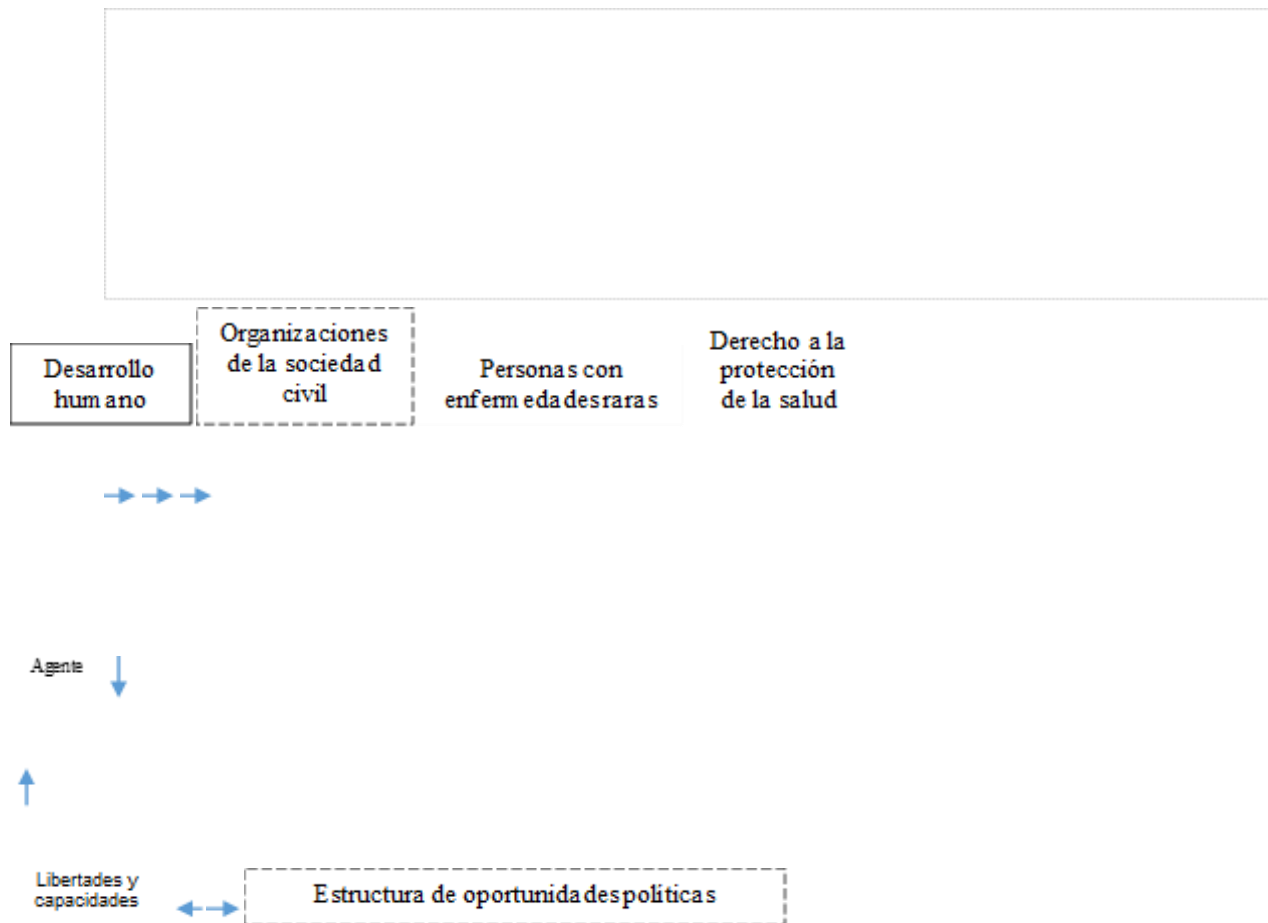 Desarrollo
humano
Organizaciones
de la sociedad
civil
Personas con
enfermedades raras
Derecho a la
protección
de la salud
Agente
Libertades y
capacidades
Estructura de oportunidades políticas